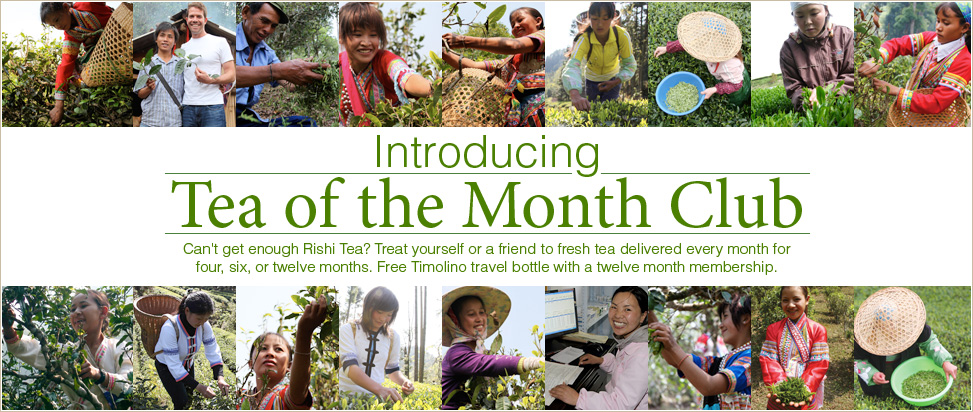 Introducing
Tea of the Month Club
Can't get enough Rishi Tea? Treat yourself or a friend to fresh tea delivered every month for
four, six, or twelve months. Free Timolino travel bottle with a twelve month membership.